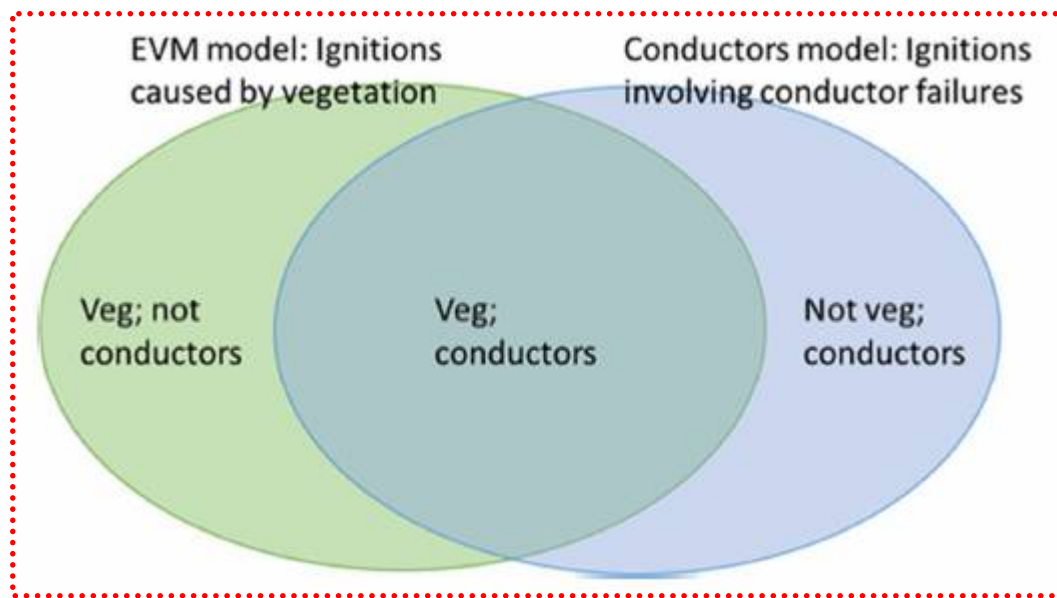 EVM model: Ignitions
caused by vegetation
Conductors model: Ignitions
involving conductor failures
Veg; not
conductors
Veg;
conductors
Not veg;
conductors